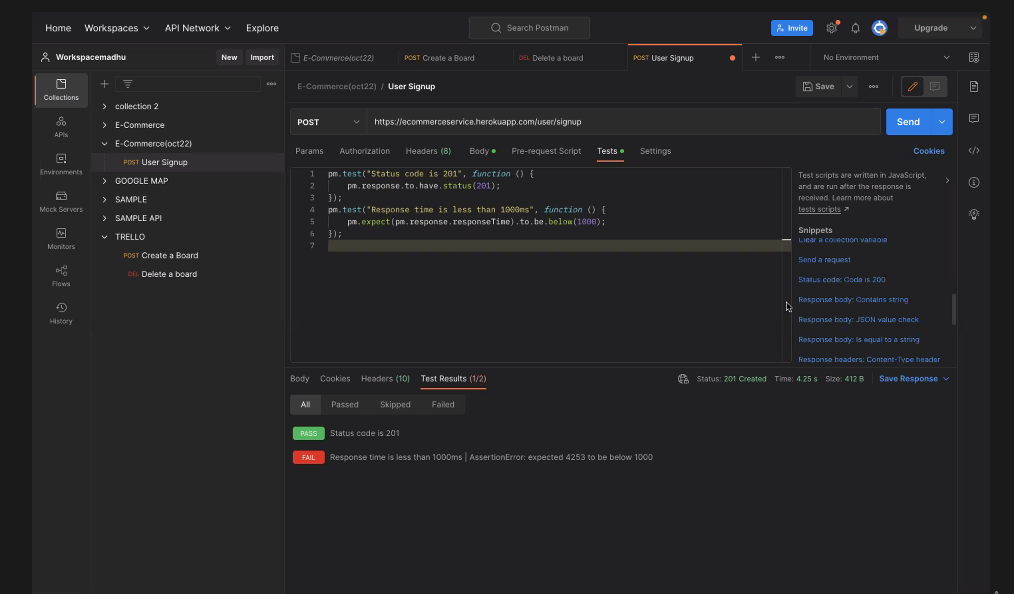 Home Workspaces API Network Explore Search Postman Invite Upgrade
Workspacemadhu New Import
E-Commerce(oct22) POST Create a Board DEL Delete a board POST User Signup No Environment
E-Commerce(oct22) / User Signup Save
POST https://ecommerceservice.herokuapp.com/user/signup Send
Params Authorization Headers (8) Body Pre-request Script Tests Settings Cookies
Collections
APIs
Environments
Mock Servers
Monitors
Flows
History
collection 2
E-Commerce
E-Commerce(oct22)
POST User Signup
GOOGLE MAP
SAMPLE
SAMPLE API
TRELLO
POST Create a Board
DEL Delete a board
1 pm.test("Status code is 201", function () {
2 pm.response.to.have.status(201);
3 });
4 pm.test("Response time is less than 1000ms", function () {
5 pm.expect(pm.response.responseTime).to.be.below(1000);
6 });
7
Test scripts are written in JavaScript,
and are run after the response is
received. Learn more about
tests scripts
Snippets
Clear a collection variable
Send a request
Status code: Code is 200
Response body: Contains string
Response body: JSON value check
Response body: Is equal to a string
Response headers: Content-Type header
Body Cookies Headers (10) Test Results (1/2) Status: 201 Created Time: 4.25 s Size: 412 B Save Response
All Passed Skipped Failed
PASS Status code is 201
FAIL Response time is less than 1000ms | AssertionError: expected 4253 to be below 1000